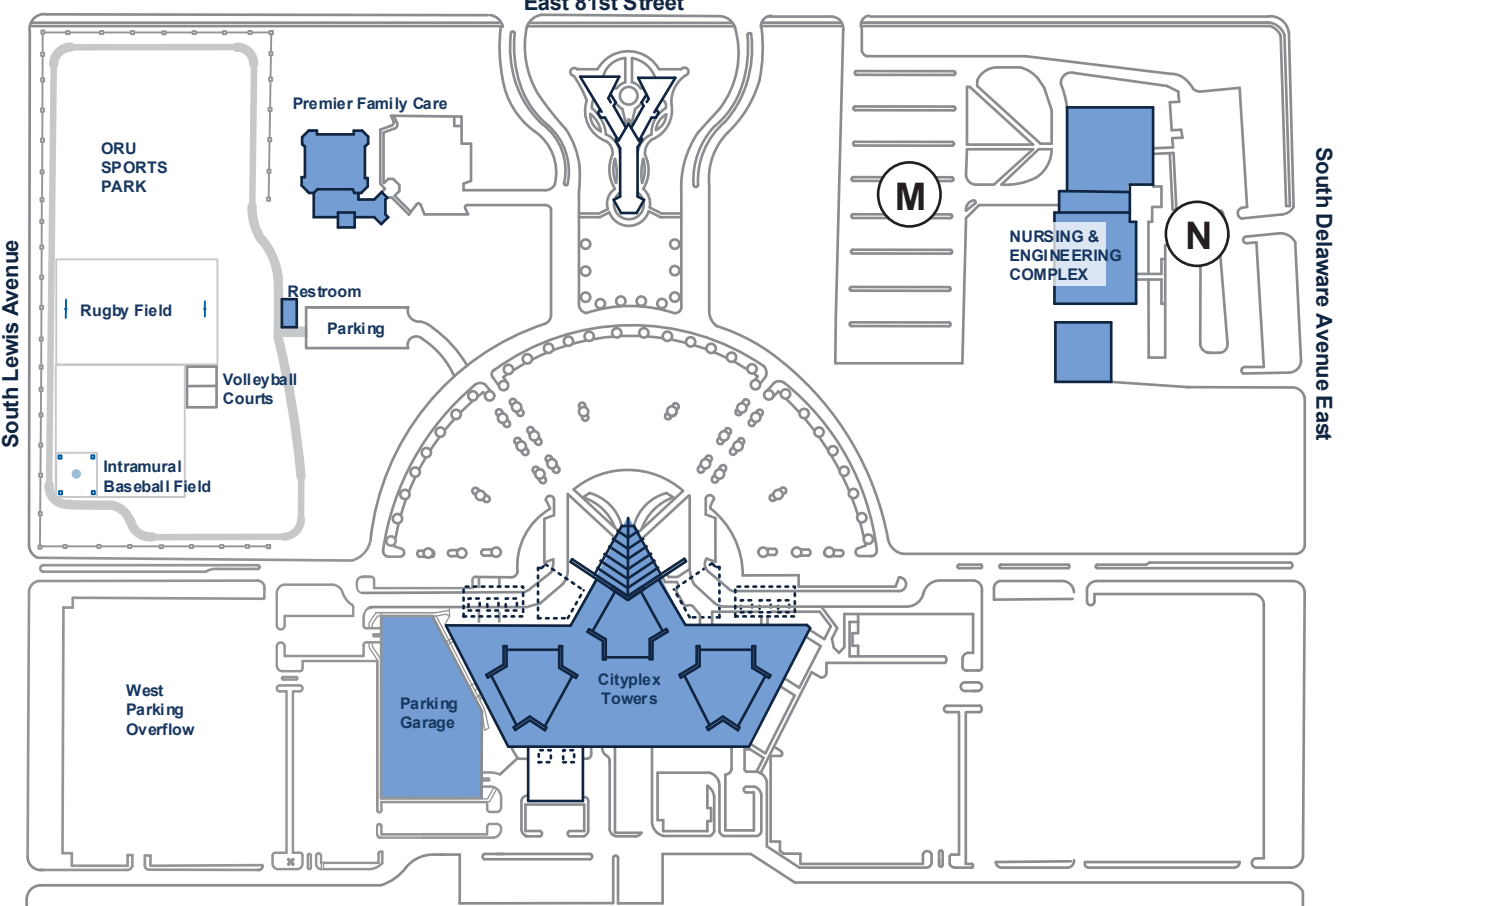 East 81st Street
Premier Family Care
ORU
SPORTS
PARK
M
N
NURSING &
ENGINEERING
COMPLEX
South Delaware Avenue East
South Lewis Avenue
Restroom
Rugby Field
Parking
Volleyball
Courts
Intramural
Baseball Field
Cityplex
Towers
West
Parking
Overflow
Parking
Garage